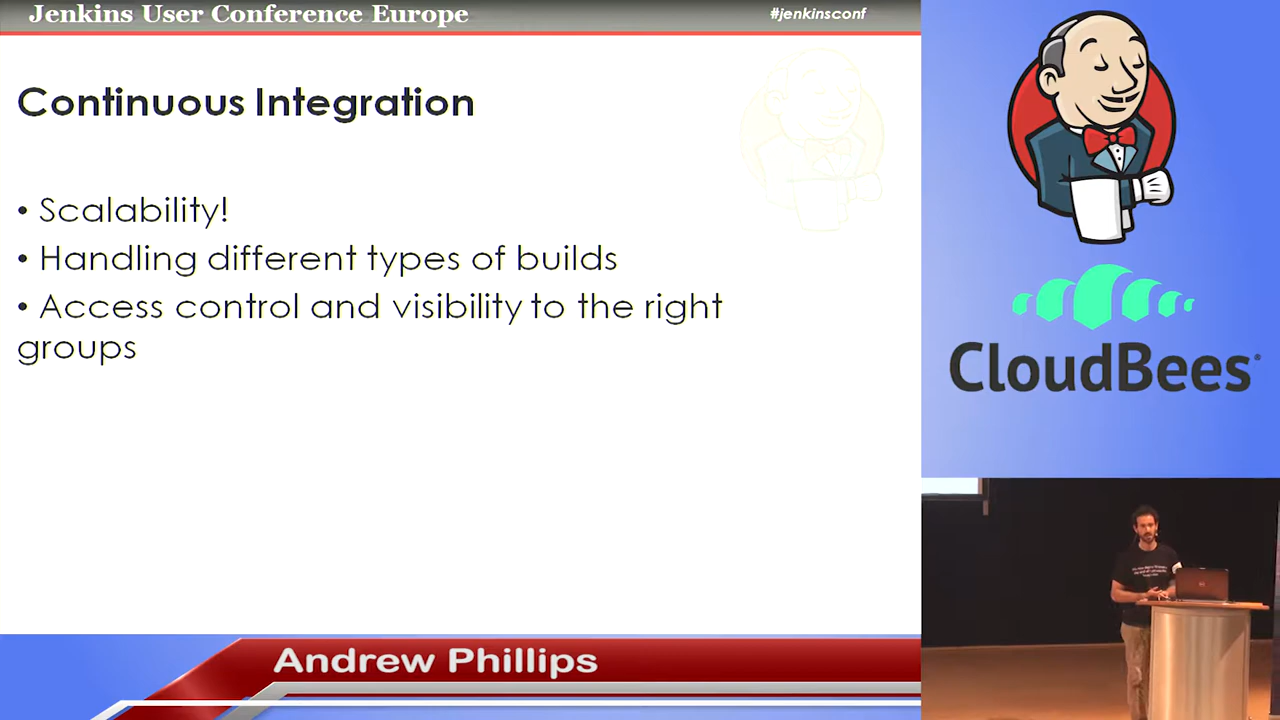 Jenkins User Conference Europe
#jenkinsconf
Continuous Integration
• Scalability!
• Handling different types of builds
• Access control and visibility to the right
groups
CloudBees
Andrew Phillips